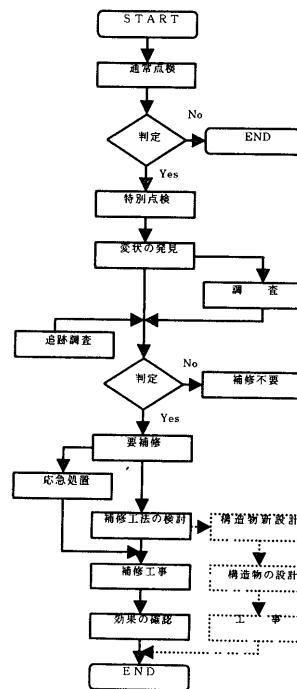 START
通常点検
No
判定
END
Yes
特別点検
変状の発見
調 査
追跡調査
No
判定
補修不要
Yes
要補修
応急処置
補修工法の検討
構造物新設計
補修工事
構造物の設計
効果の確認
工 事
END